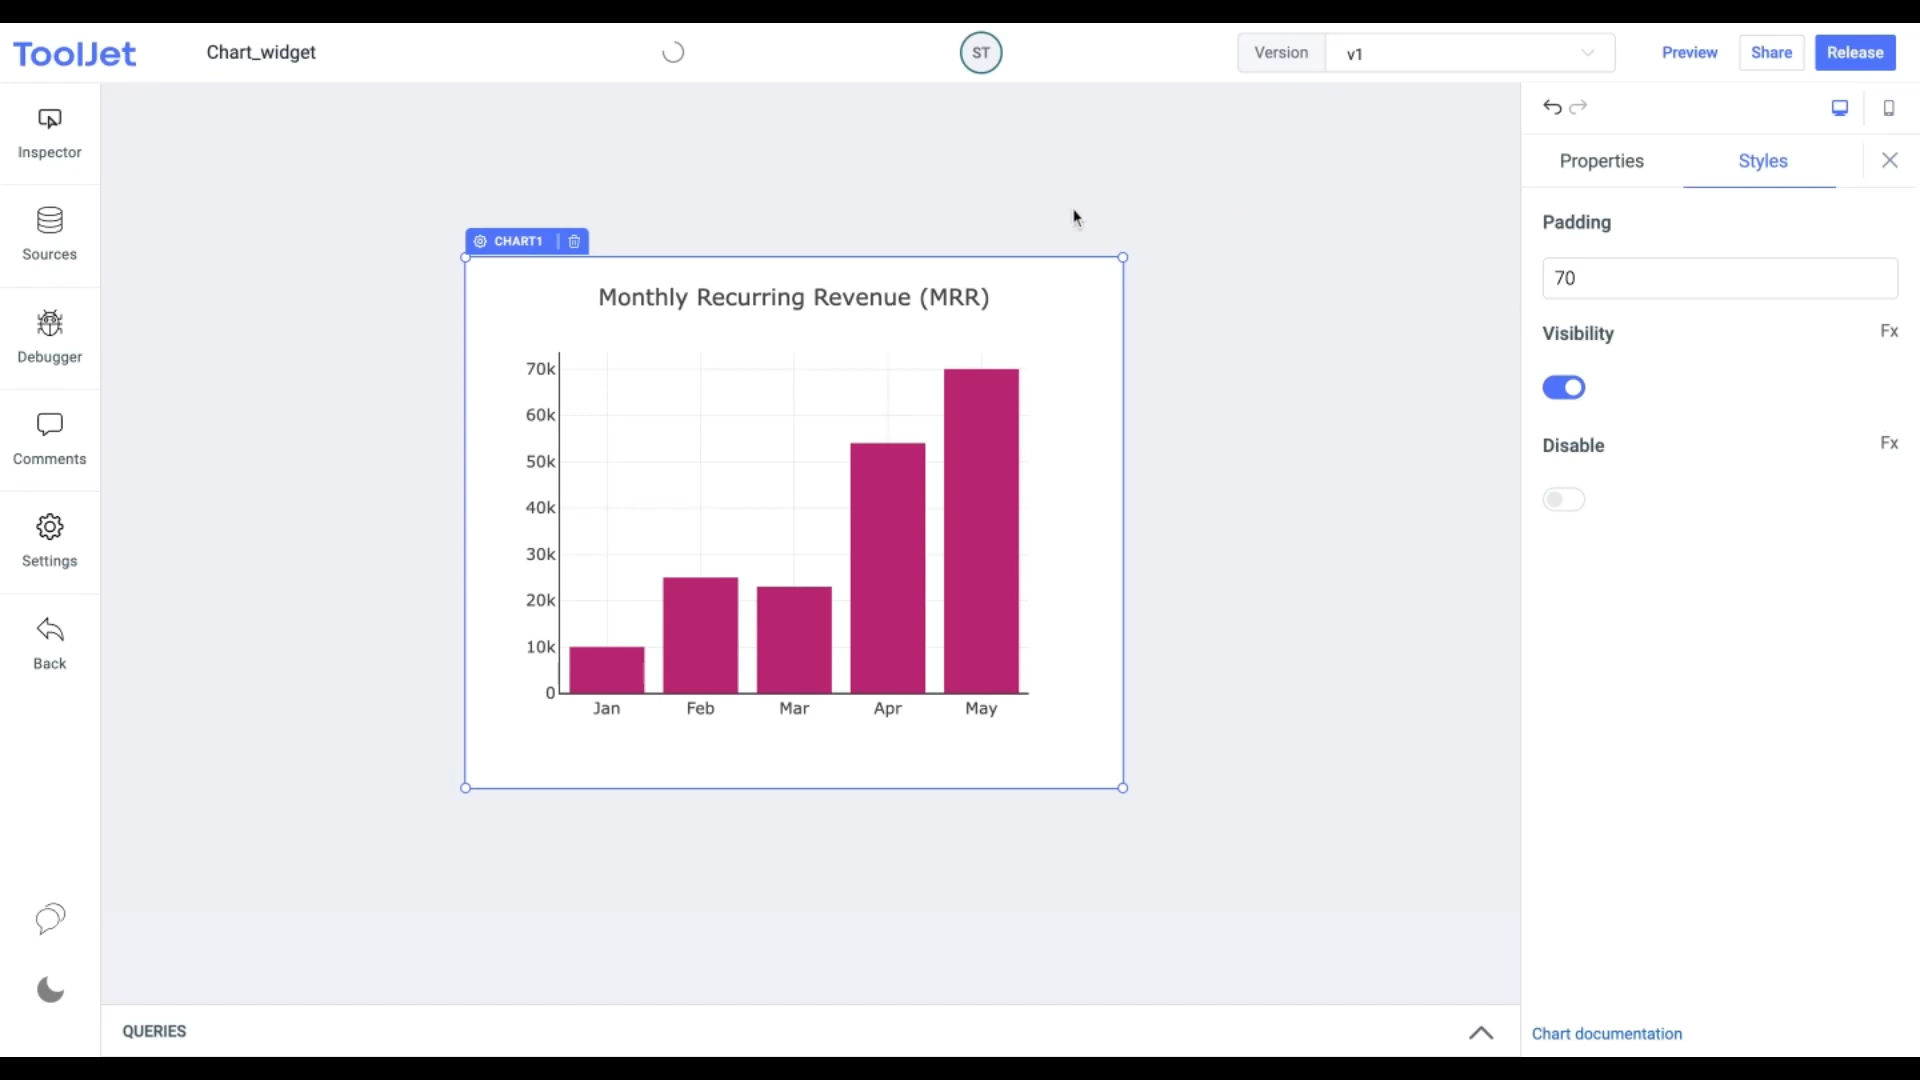 ToolJet
Chart_widget
ST
Version
v1
Preview
Share
Release
Inspector
Sources
Debugger
Comments
Settings
Back
CHART1
Monthly Recurring Revenue (MRR)
70k
60k
50k
40k
30k
20k
10k
0
Jan Feb Mar Apr May
Properties
Styles
Padding
70
Visibility
Fx
Disable
Fx
QUERIES
Chart documentation